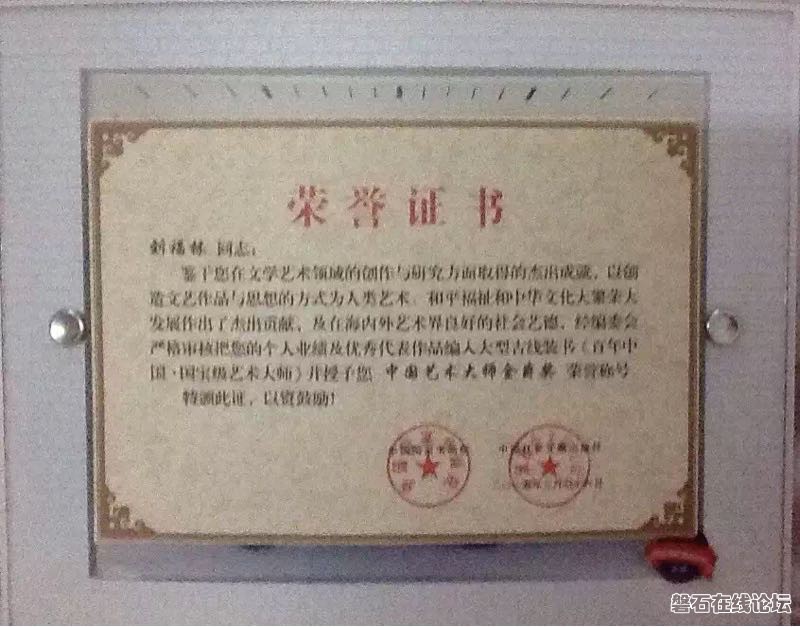 荣誉证书
刘福林 同志：
鉴于您在文学艺术领域的创作与研究方面取得的杰出成就，以创
造文艺作品与思想的方式为人类艺术、和平福祉和中华文化大繁荣大
发展作出了杰出贡献，及在海内外艺术界良好的社会艺德，经编委会
严格审核把您的个人业绩及优秀代表作品编入大型古线装书《百年中
国·国宝级艺术大师》并授予您 中国艺术大师金爵奖 荣誉称号
特颁此证，以资鼓励！
磐石在线论坛